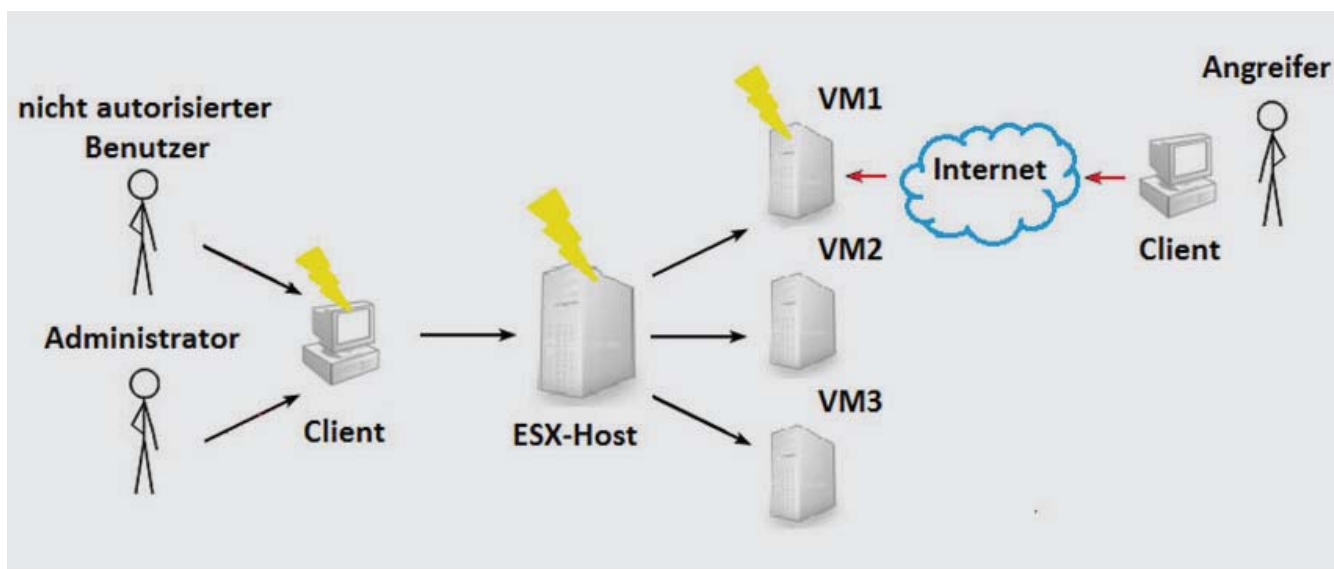 nicht autorisierter
Benutzer
Administrator
Client
ESX-Host
VM1
VM2
VM3
Internet
Angreifer
Client